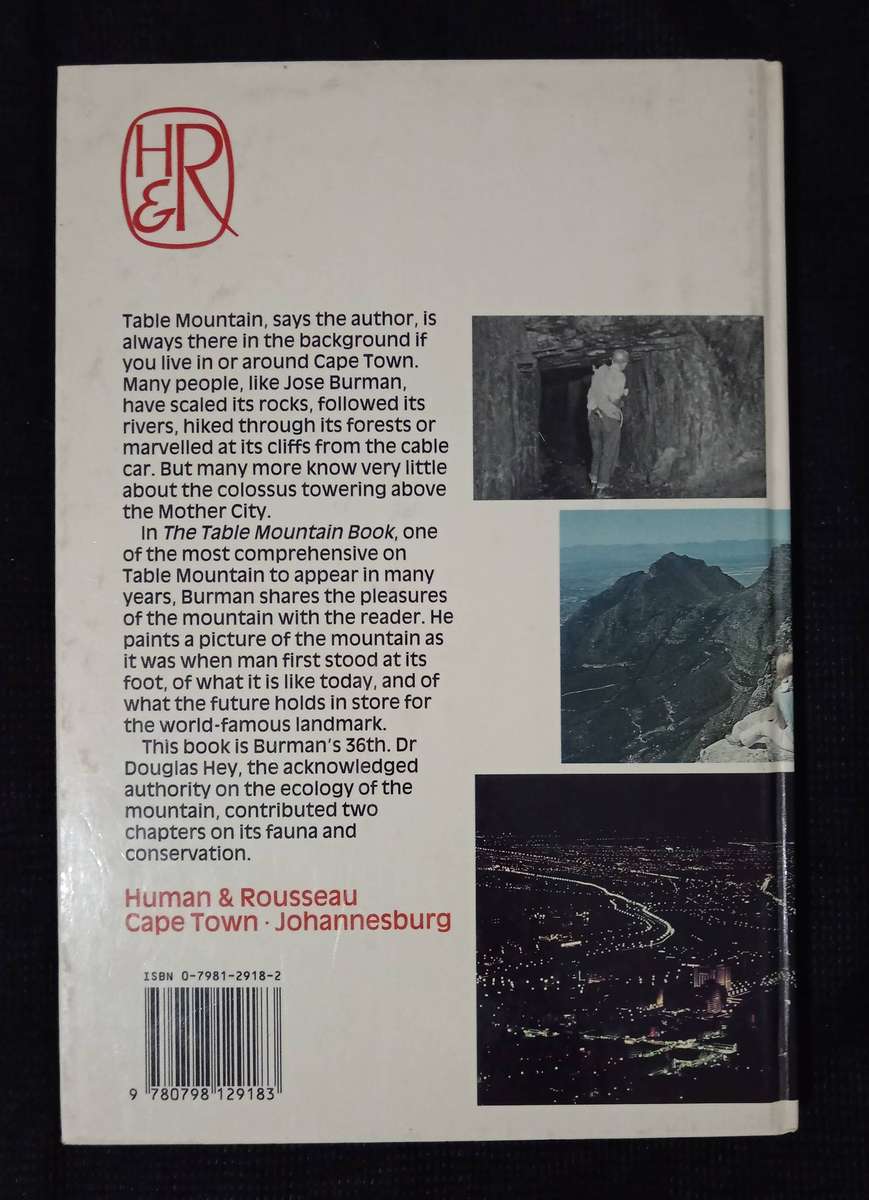 H
& R
Table Mountain, says the author, is
always there in the background if
you live in or around Cape Town.
Many people, like Jose Burman,
have scaled its rocks, followed its
rivers, hiked through its forests or
marvelled at its cliffs from the cable
car. But many more know very little
about the colossus towering above
the Mother City.
In The Table Mountain Book, one
of the most comprehensive on
Table Mountain to appear in many
years, Burman shares the pleasures
of the mountain with the reader. He
paints a picture of the mountain as
it was when man first stood at its
foot, of what it is like today, and of
what the future holds in store for
the world-famous landmark.
This book is Burman's 36th. Dr
Douglas Hey, the acknowledged
authority on the ecology of the
mountain, contributed two
chapters on its fauna and
conservation.
Human & Rousseau
Cape Town · Johannesburg
ISBN 0-7981-2918-2
9 780798 129183